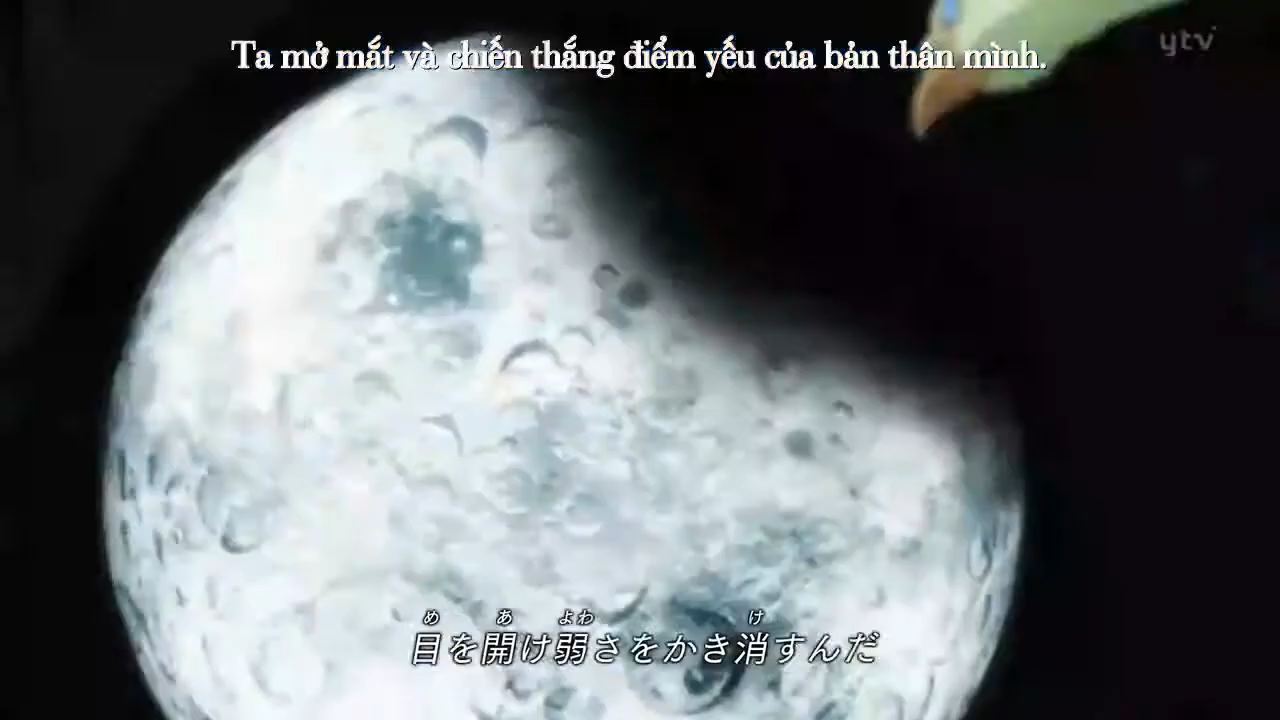 Ta mở mắt và chiến thắng điểm yếu của bản thân mình.
ytv
め あ よわ け
目を開け弱さをかき消すんだ